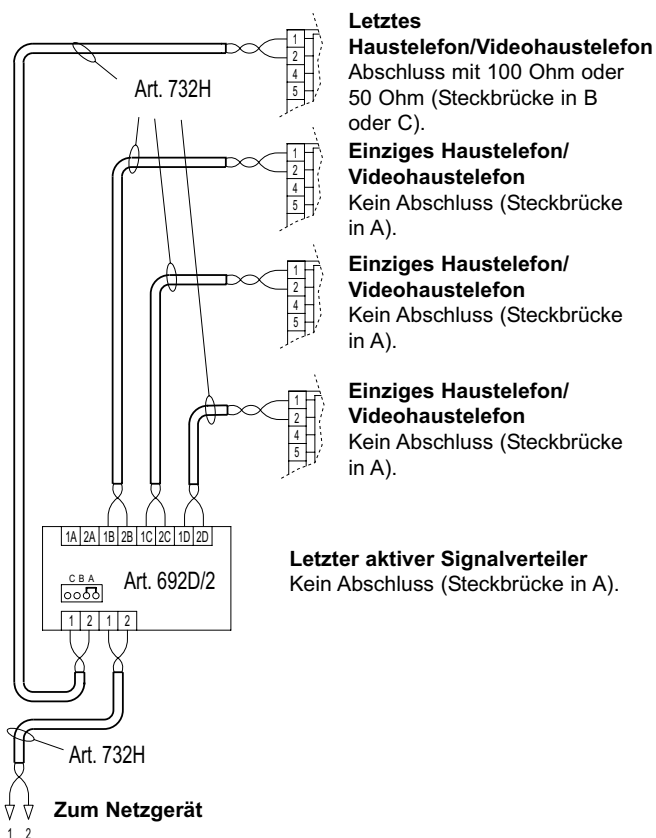 Letztes
Haustelefon/Videohaustelefon
Abschluss mit 100 Ohm oder
50 Ohm (Steckbrücke in B
oder C).
1
2
4
5
Art. 732H
Einziges Haustelefon/
Videohaustelefon
Kein Abschluss (Steckbrücke
in A).
1
2
4
5
Einziges Haustelefon/
Videohaustelefon
Kein Abschluss (Steckbrücke
in A).
1
2
4
5
Einziges Haustelefon/
Videohaustelefon
Kein Abschluss (Steckbrücke
in A).
1
2
4
5
1A 2A 1B 2B 1C 2C 1D 2D
C B A
Art. 692D/2
1 2 1 2
Letzter aktiver Signalverteiler
Kein Abschluss (Steckbrücke in A).
Art. 732H
Zum Netzgerät
1 2